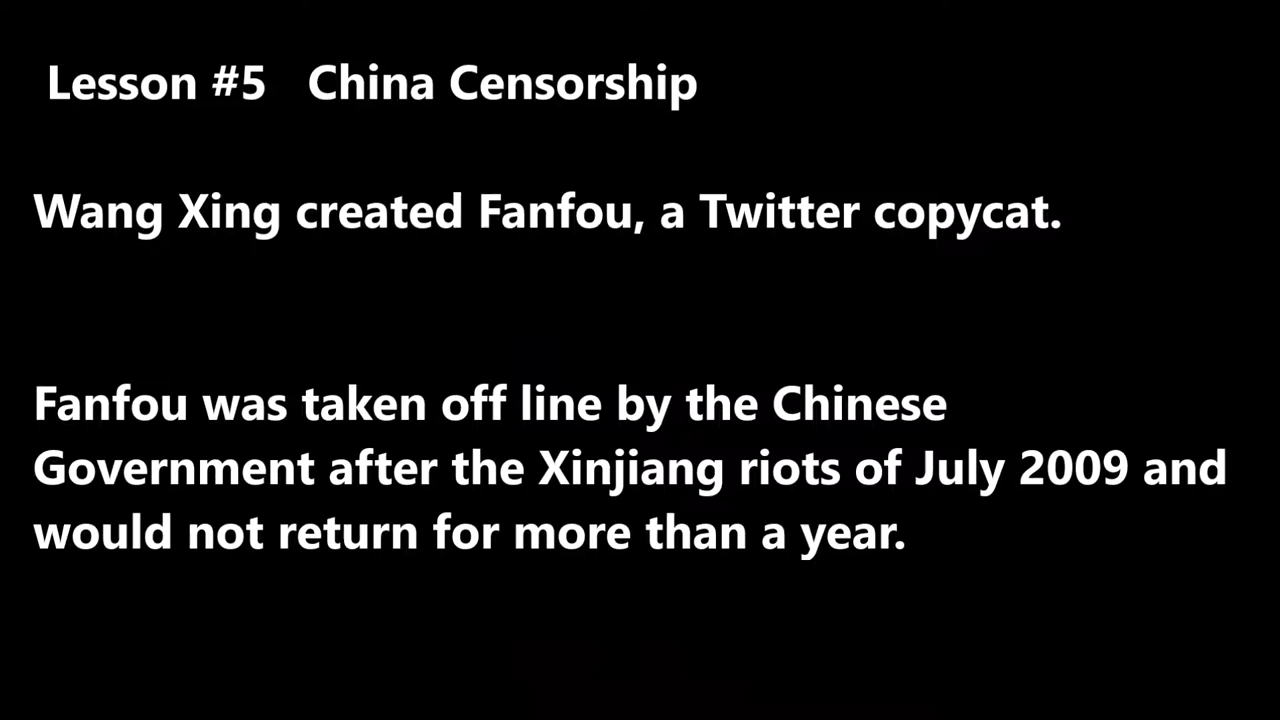 Lesson #5 China Censorship
Wang Xing created Fanfou, a Twitter copycat.
Fanfou was taken off line by the Chinese
Government after the Xinjiang riots of July 2009 and
would not return for more than a year.